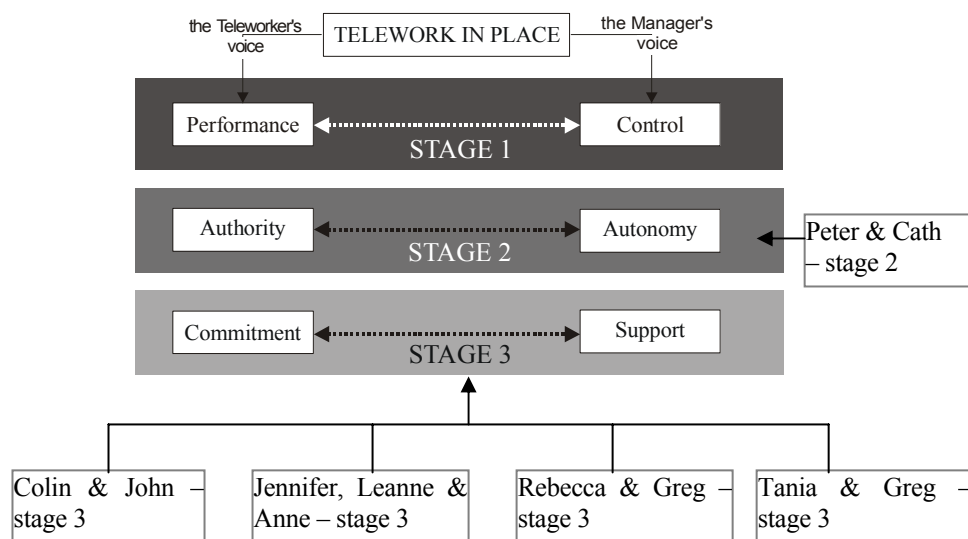 the Teleworker's
voice
TELEWORK IN PLACE
the Manager's
voice
Performance
Control
STAGE 1
Authority
Autonomy
STAGE 2
Peter & Cath
– stage 2
Commitment
Support
STAGE 3
Colin & John –
stage 3
Jennifer, Leanne &
Anne – stage 3
Rebecca & Greg –
stage 3
Tania & Greg –
stage 3